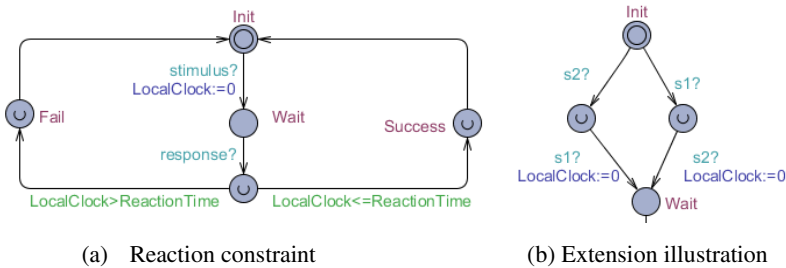 Init
stimulus?
LocalClock:=0
Fail
Wait
Success
response?
LocalClock>ReactionTime
LocalClock<=ReactionTime
(a) Reaction constraint
Init
s2?
s1?
s1?
s2?
LocalClock:=0
LocalClock:=0
Wait
(b) Extension illustration